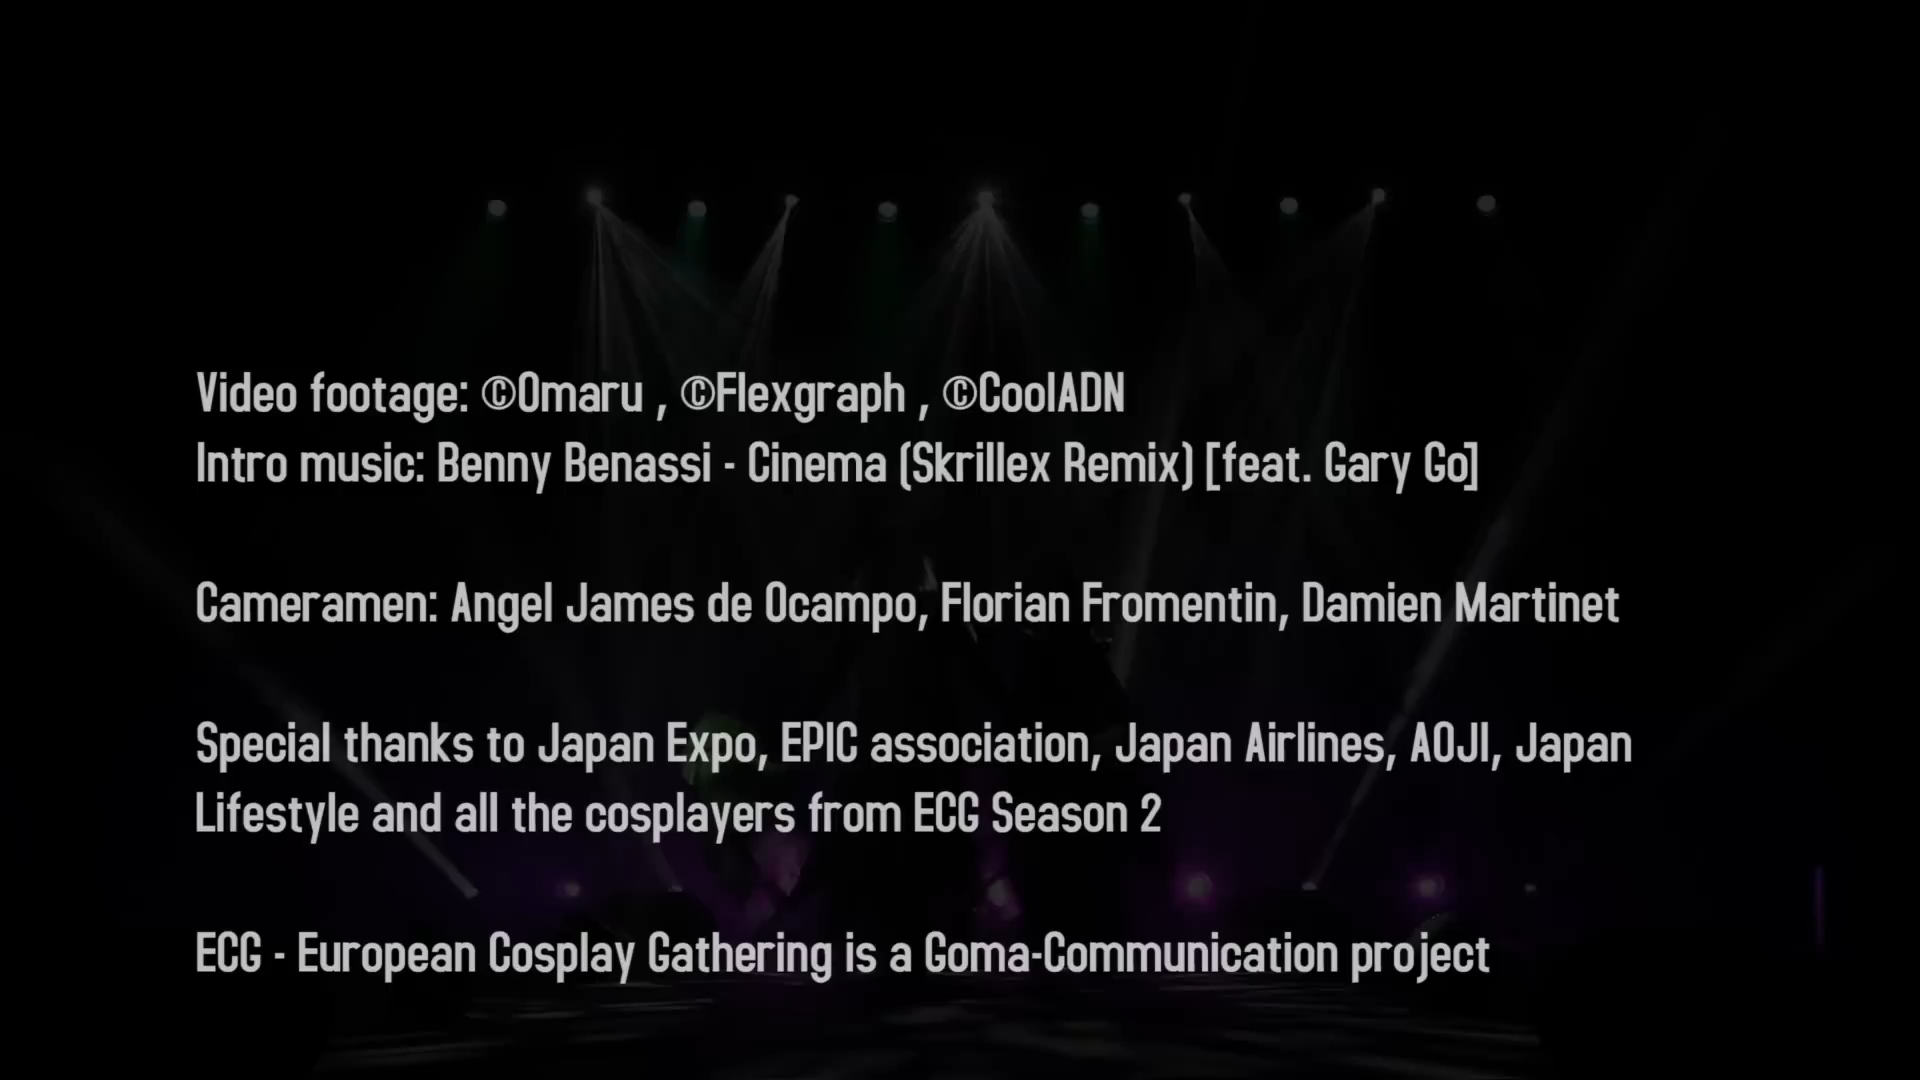 Video footage: ©Omaru , ©Flexgraph , ©CoolADN
Intro music: Benny Benassi - Cinema (Skrillex Remix) [feat. Gary Go]
Cameramen: Angel James de Ocampo, Florian Fromentin, Damien Martinet
Special thanks to Japan Expo, EPIC association, Japan Airlines, AOJI, Japan
Lifestyle and all the cosplayers from ECG Season 2
ECG - European Cosplay Gathering is a Goma-Communication project